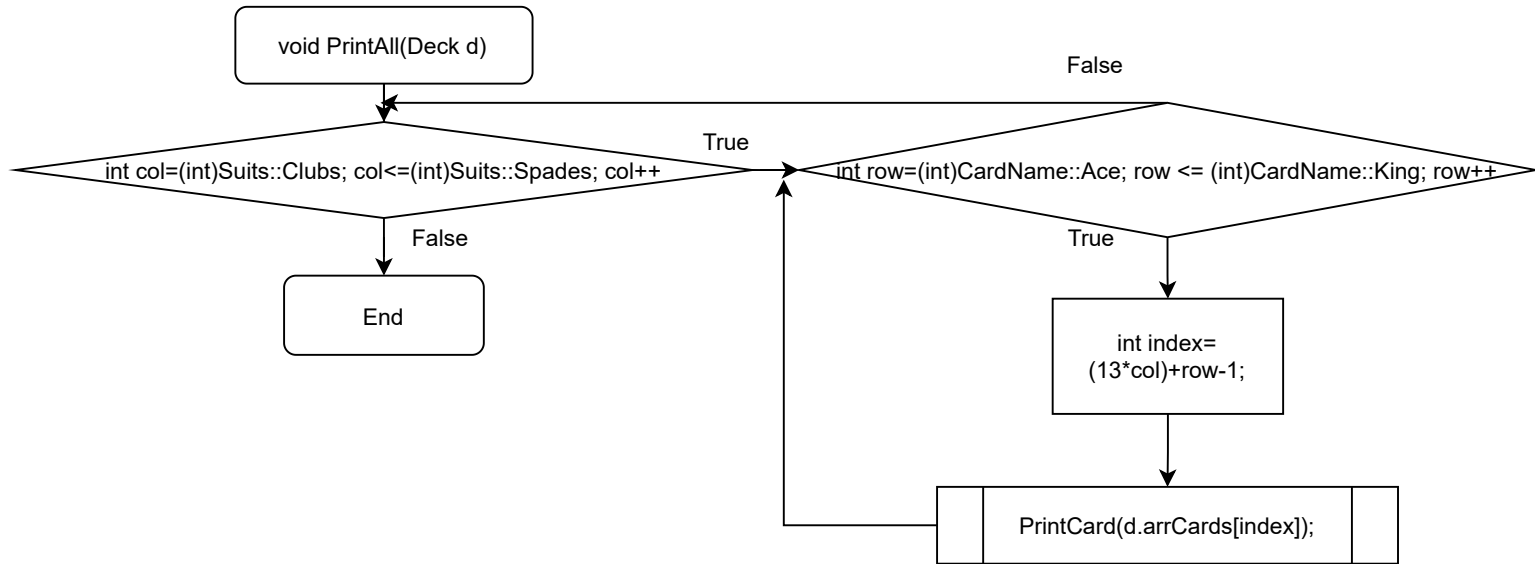 void PrintAll(Deck d)
False
True
int col=(int)Suits::Clubs; col<=(int)Suits::Spades; col++
int row=(int)CardName::Ace; row <= (int)CardName::King; row++
False
True
End
int index=
(13*col)+row-1;
PrintCard(d.arrCards[index]);